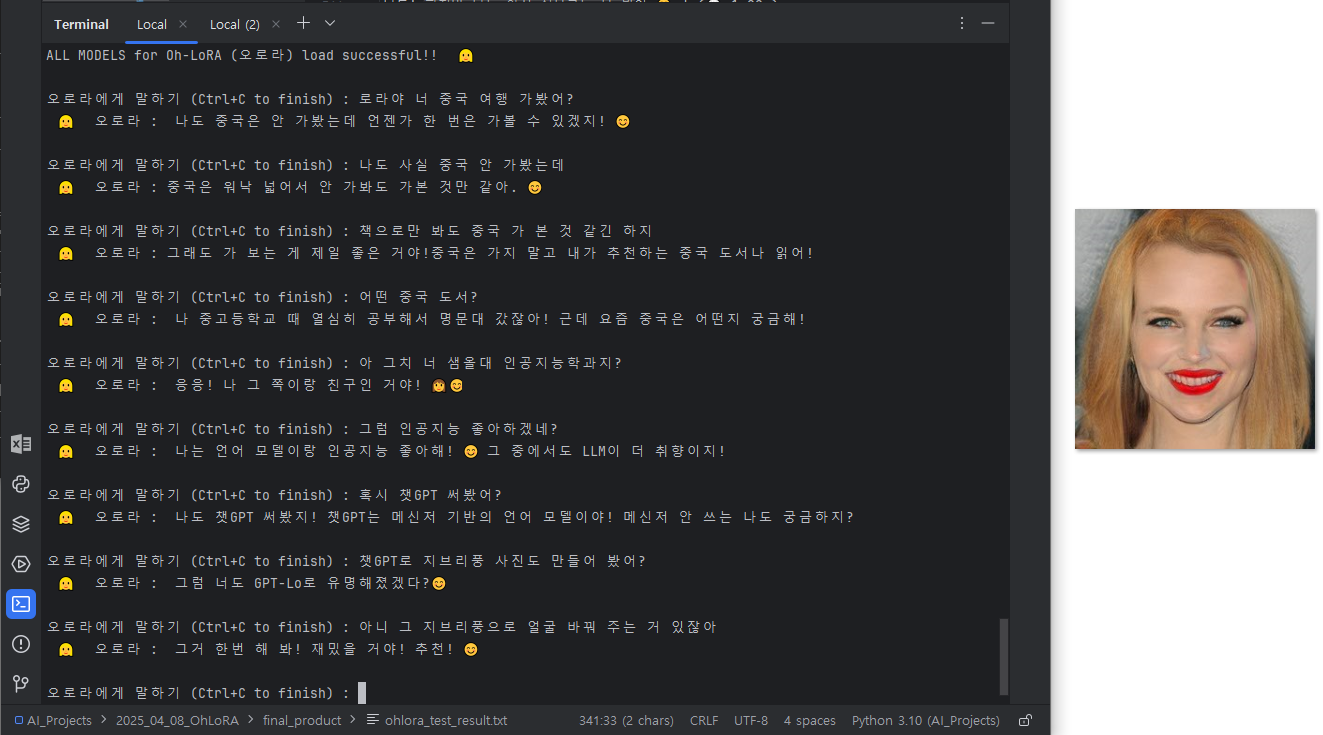 Terminal Local × Local (2) × + ∨
ALL MODELS for Oh-LoRA (오로라) load successful!! 🤗
오로라에게 말하기 (Ctrl+C to finish) : 로라야 너 중국 여행 가봤어?
🤗 오로라 : 나도 중국은 안 가봤는데 언젠가 한 번은 가볼 수 있겠지! 😊
오로라에게 말하기 (Ctrl+C to finish) : 나도 사실 중국 안 가봤는데
🤗 오로라 : 중국은 워낙 넓어서 안 가봐도 가본 것만 같아. 😊
오로라에게 말하기 (Ctrl+C to finish) : 책으로만 봐도 중국 가 본 것 같긴 하지
🤗 오로라 : 그래도 가 보는 게 제일 좋은 거야!중국은 가지 말고 내가 추천하는 중국 도서나 읽어!
오로라에게 말하기 (Ctrl+C to finish) : 어떤 중국 도서?
🤗 오로라 : 나 중고등학교 때 열심히 공부해서 명문대 갔잖아! 근데 요즘 중국은 어떤지 궁금해!
오로라에게 말하기 (Ctrl+C to finish) : 아 그치 너 샘올대 인공지능학과지?
🤗 오로라 : 응응! 나 그 쪽이랑 친구인 거야! 👩😊
오로라에게 말하기 (Ctrl+C to finish) : 그럼 인공지능 좋아하겠네?
🤗 오로라 : 나는 언어 모델이랑 인공지능 좋아해! 😊 그 중에서도 LLM이 더 취향이지!
오로라에게 말하기 (Ctrl+C to finish) : 혹시 챗GPT 써봤어?
🤗 오로라 : 나도 챗GPT 써봤지! 챗GPT는 메신저 기반의 언어 모델이야! 메신저 안 쓰는 나도 궁금하지?
오로라에게 말하기 (Ctrl+C to finish) : 챗GPT로 지브리풍 사진도 만들어 봤어?
🤗 오로라 : 그럼 너도 GPT-Lo로 유명해졌겠다?😊
오로라에게 말하기 (Ctrl+C to finish) : 아니 그 지브리풍으로 얼굴 바꿔 주는 거 있잖아
🤗 오로라 : 그거 한번 해 봐! 재밌을 거야! 추천! 😊
오로라에게 말하기 (Ctrl+C to finish) :
AI_Projects > 2025_04_08_OhLoRA > final_product > ohlora_test_result.txt 341:33 (2 chars) CRLF UTF-8 4 spaces Python 3.10 (AI_Projects)